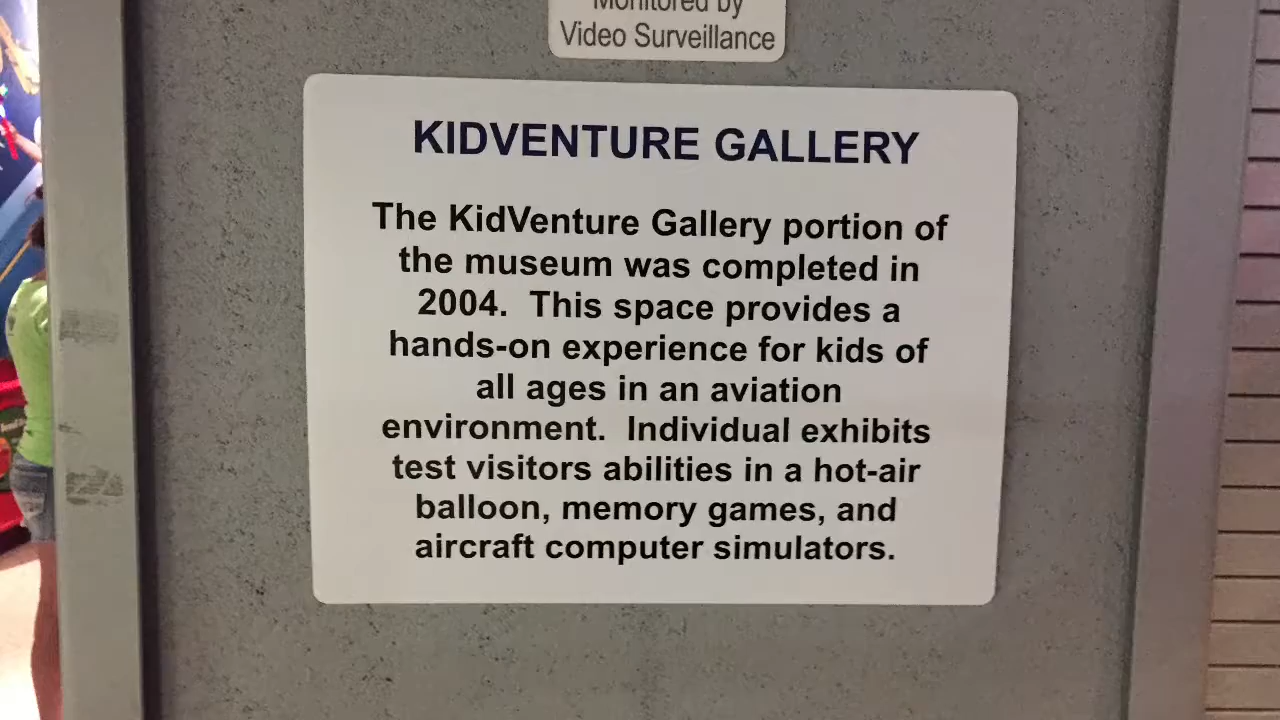 Monitored by
Video Surveillance
KIDVENTURE GALLERY
The KidVenture Gallery portion of
the museum was completed in
2004.  This space provides a
hands-on experience for kids of
all ages in an aviation
environment.  Individual exhibits
test visitors abilities in a hot-air
balloon, memory games, and
aircraft computer simulators.